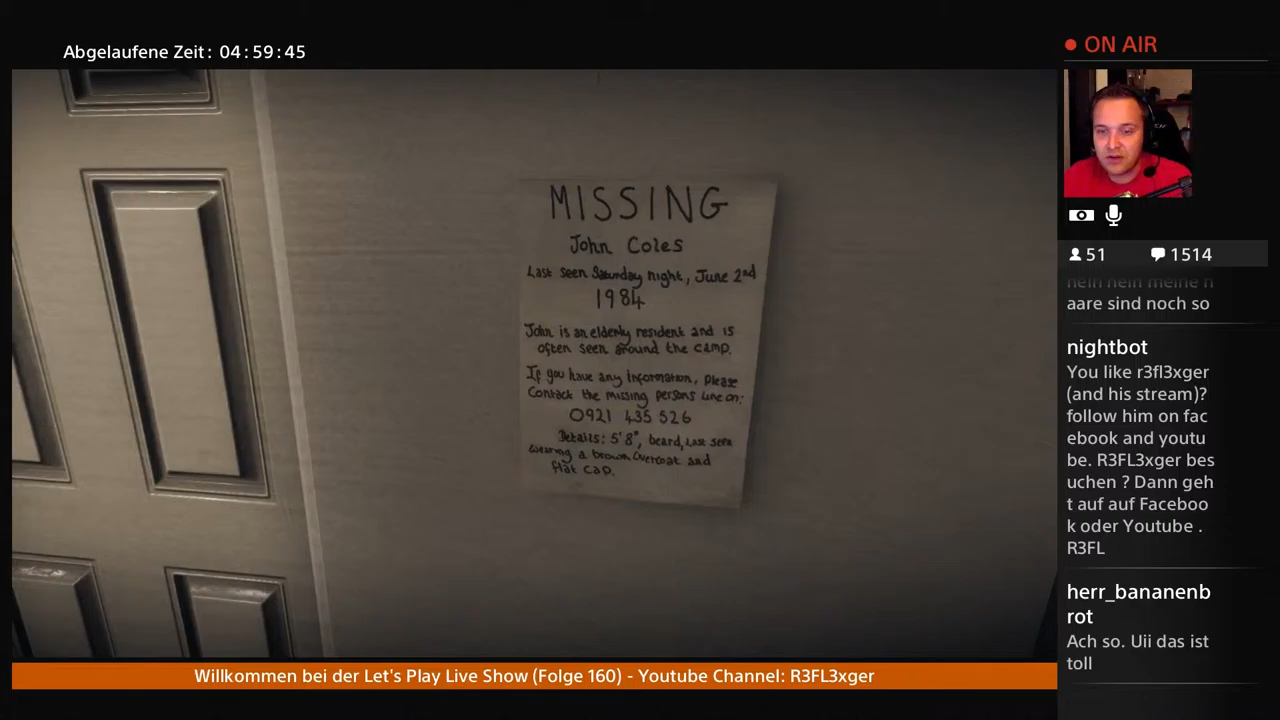 Abgelaufene Zeit: 04:59:45
MISSING
John Coles
Last seen Saturday night, June 2nd
1984
John is an elderly resident and is
often seen around the camp.
If you have any information, please
contact the missing persons line on:
0921 435 526
Details: 5'8", beard, last seen
wearing a brown overcoat and
flat cap.
Willkommen bei der Let's Play Live Show (Folge 160) - Youtube Channel: R3FL3xger
ON AIR
51
1514
nein nein meine h
aare sind noch so
nightbot
You like r3fl3xger
(and his stream)?
follow him on fac
ebook and youtu
be. R3FL3xger bes
uchen ? Dann geh
t auf auf Faceboo
k oder Youtube .
R3FL
herr_bananenb
rot
Ach so. Uii das ist
toll